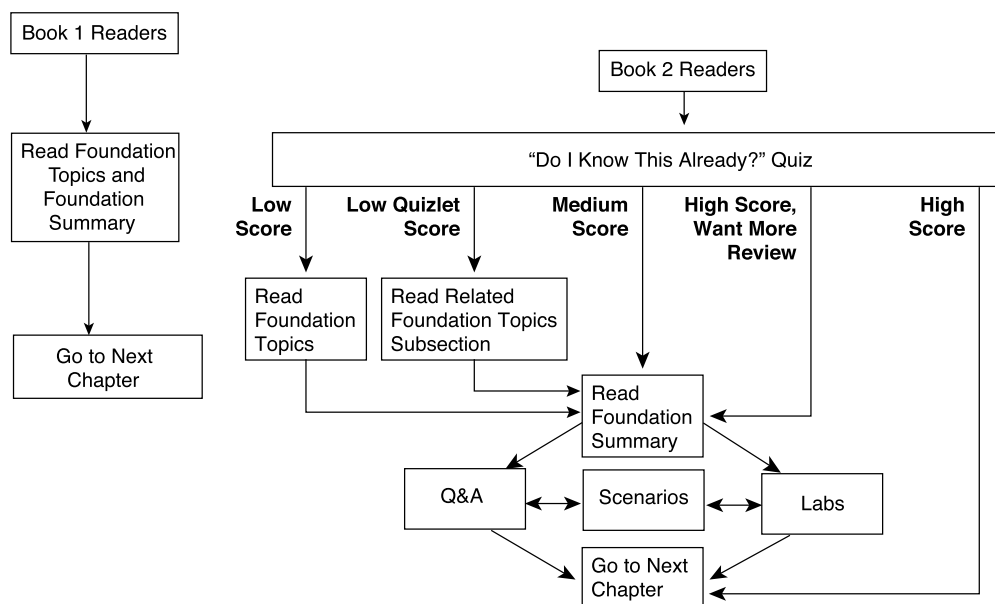 Book 1 Readers
Read Foundation
Topics and
Foundation
Summary
Go to Next
Chapter
Book 2 Readers
“Do I Know This Already?” Quiz
Low
Score
Low Quizlet
Score
Medium
Score
High Score,
Want More
Review
High
Score
Read
Foundation
Topics
Read Related
Foundation Topics
Subsection
Read
Foundation
Summary
Q&A
Scenarios
Labs
Go to Next
Chapter